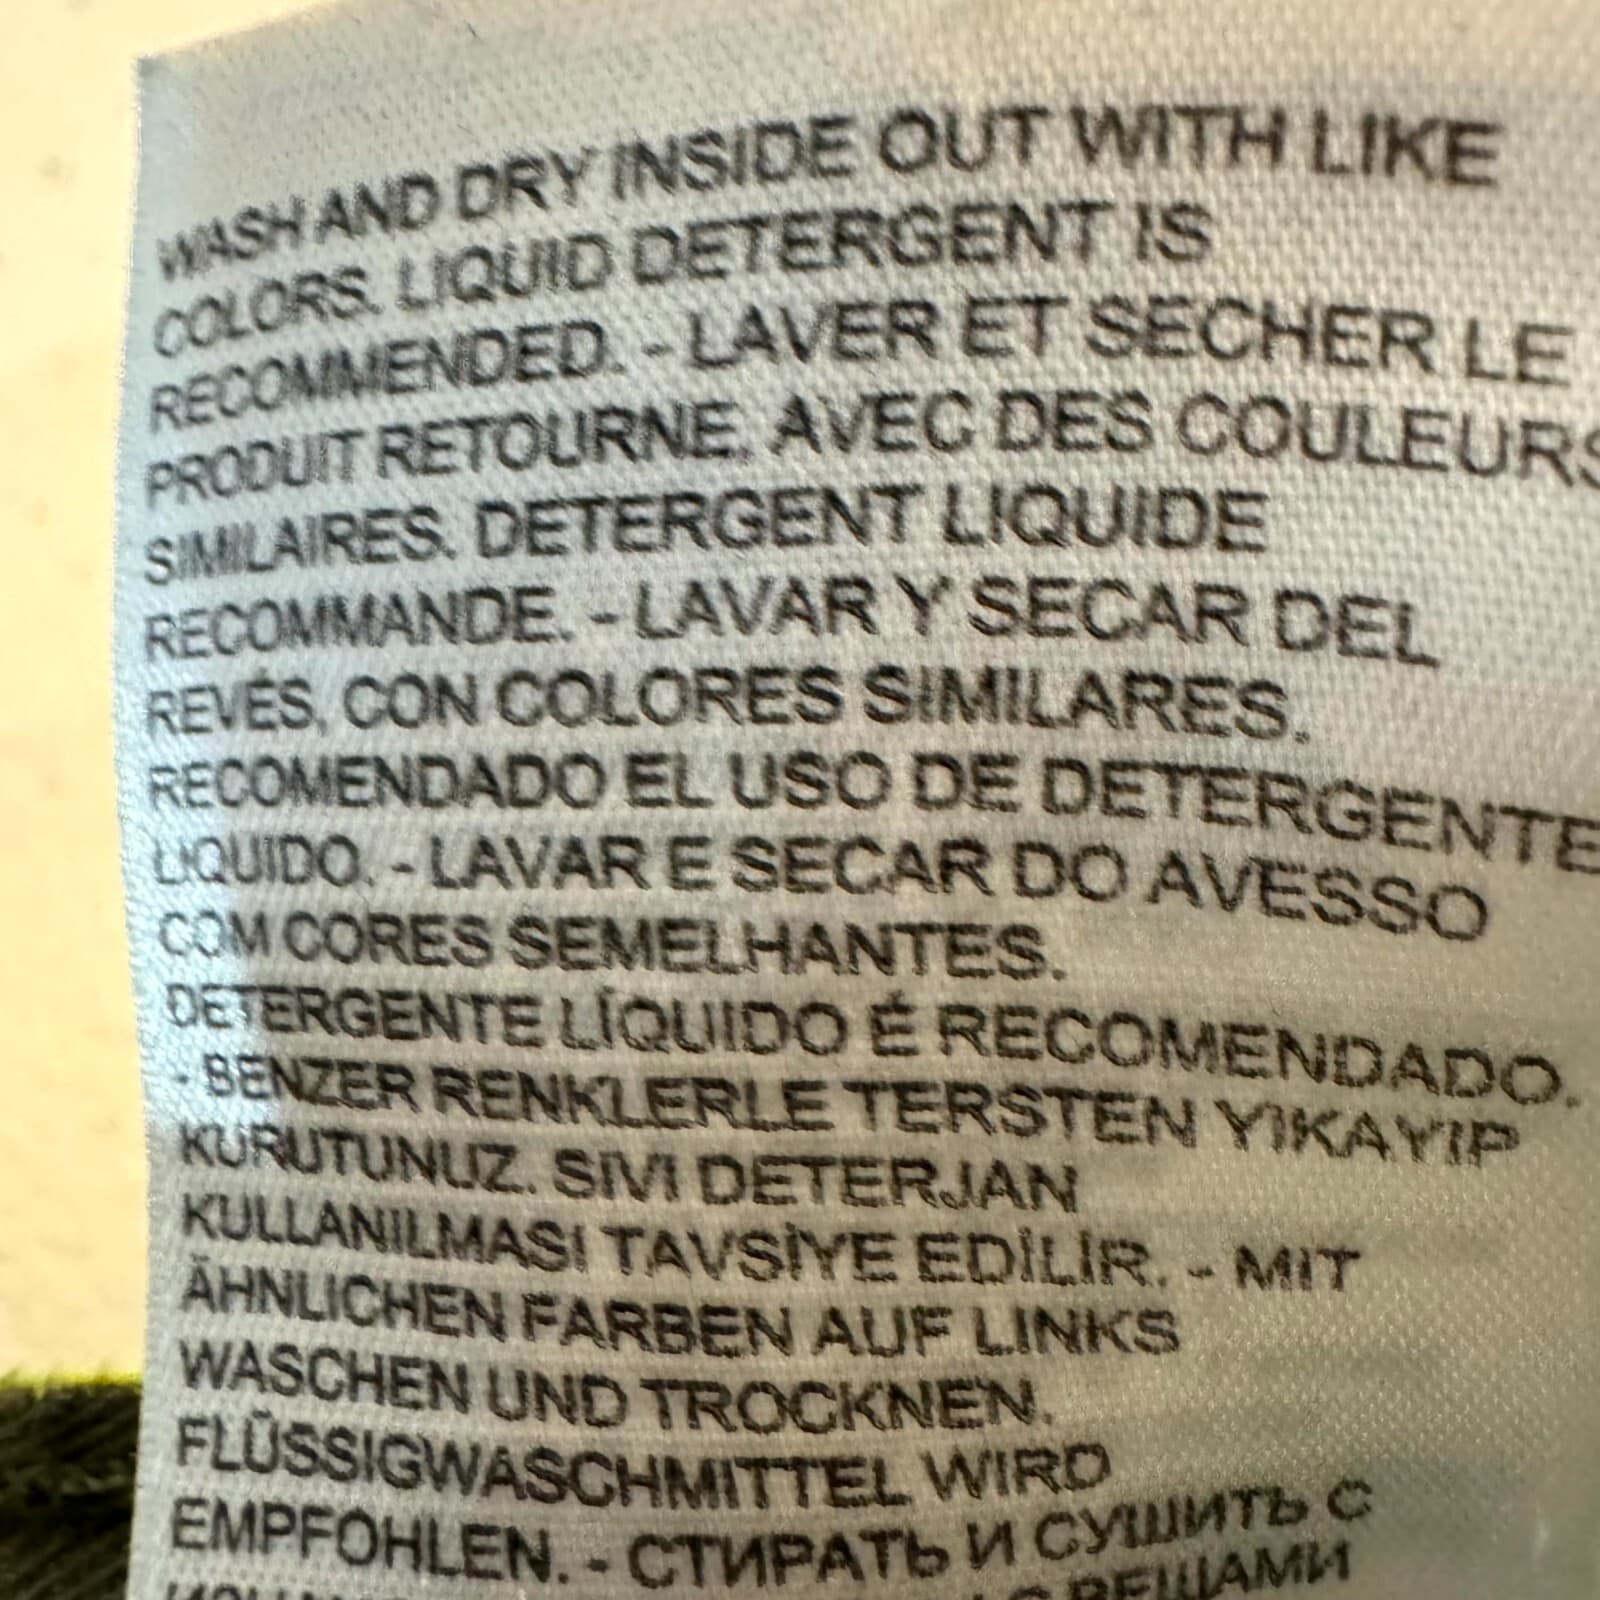 WASH AND DRY INSIDE OUT WITH LIKE
COLORS. LIQUID DETERGENT IS
RECOMMENDED. - LAVER ET SECHER LE
PRODUIT RETOURNE, AVEC DES COULEURS
SIMILAIRES. DETERGENT LIQUIDE
RECOMMANDE. - LAVAR Y SECAR DEL
REVÉS, CON COLORES SIMILARES.
RECOMENDADO EL USO DE DETERGENTE
LIQUIDO. - LAVAR E SECAR DO AVESSO
COM CORES SEMELHANTES.
DETERGENTE LÍQUIDO É RECOMENDADO.
- BENZER RENKLERLE TERSTEN YIKAYIP
KURUTUNUZ. SIVI DETERJAN
KULLANILMASI TAVSİYE EDİLİR. - MIT
ÄHNLICHEN FARBEN AUF LINKS
WASCHEN UND TROCKNEN.
FLÜSSIGWASCHMITTEL WIRD
EMPFOHLEN. - СТИРАТЬ И СУШИТЬ С
С ВЕЩАМИ